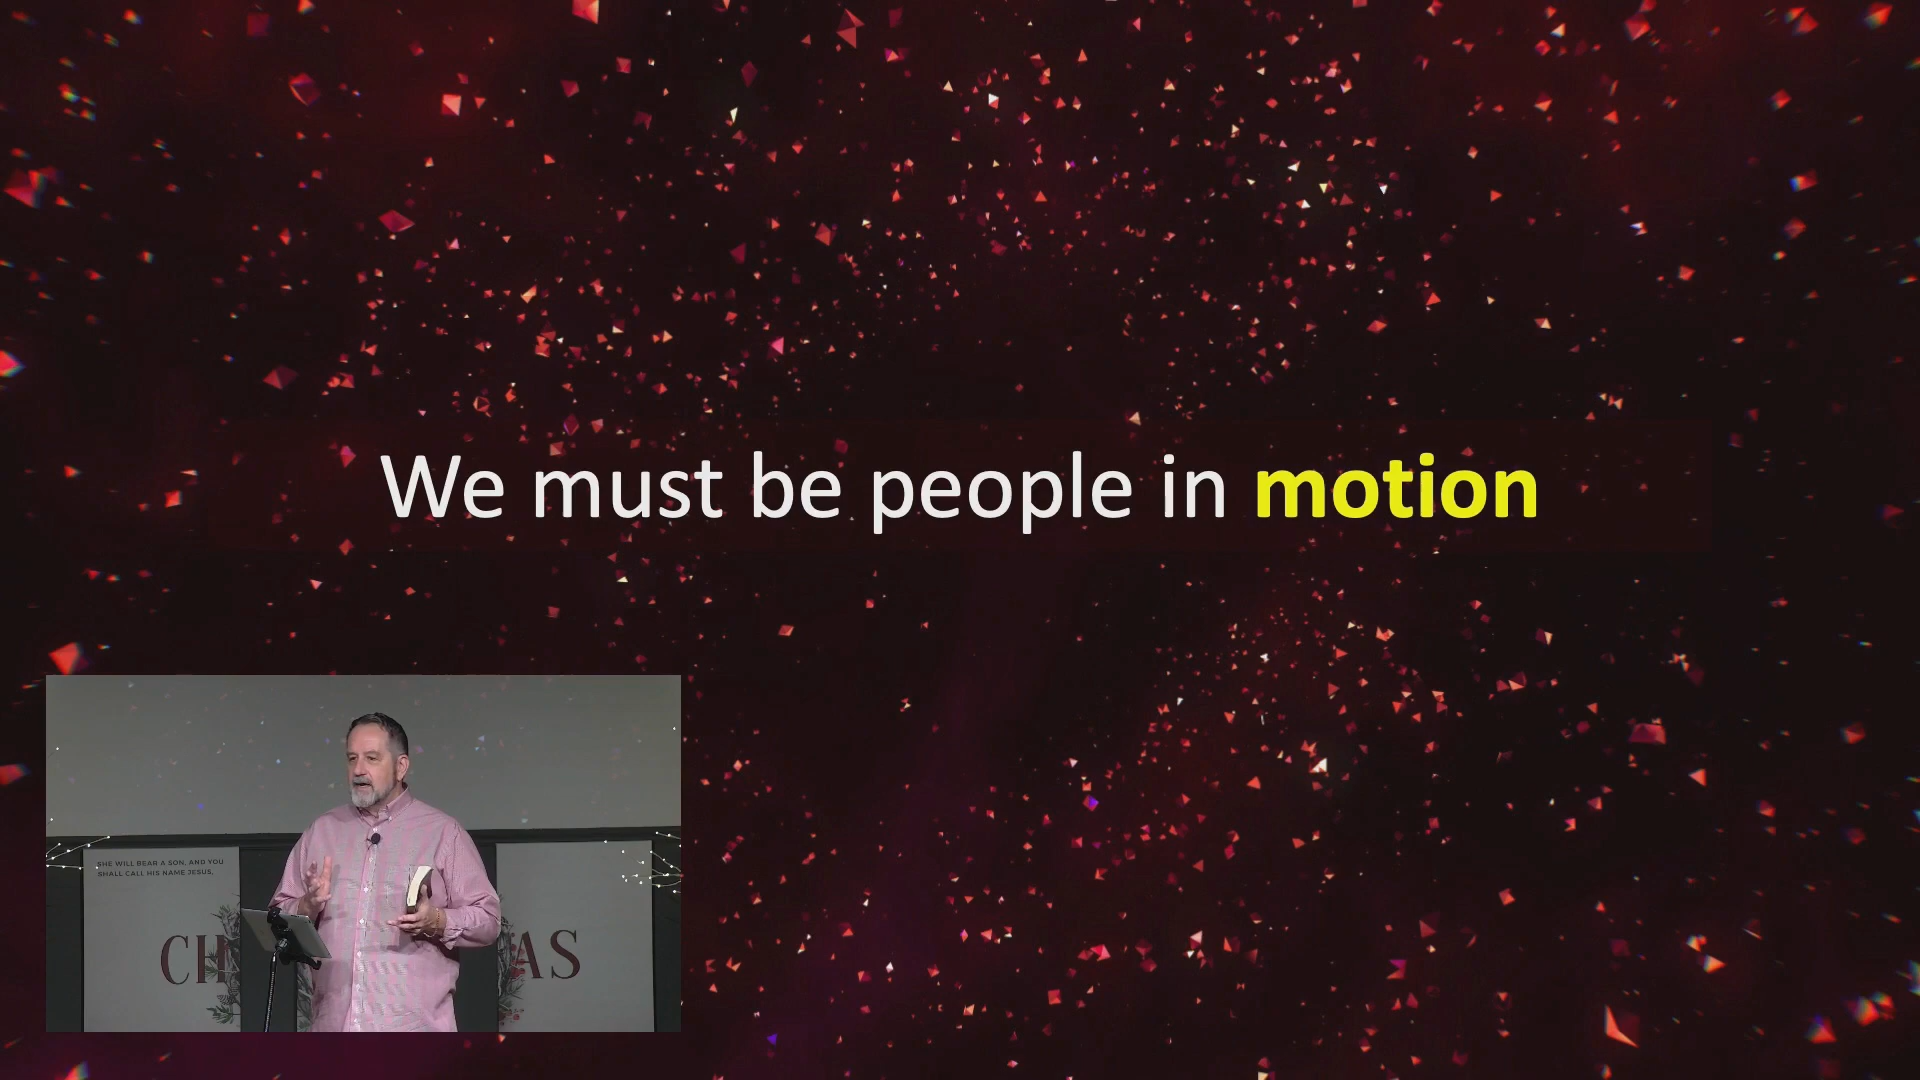 We must be people in motion
SHE WILL BEAR A SON, AND YOU
SHALL CALL HIS NAME JESUS,
CH
AS